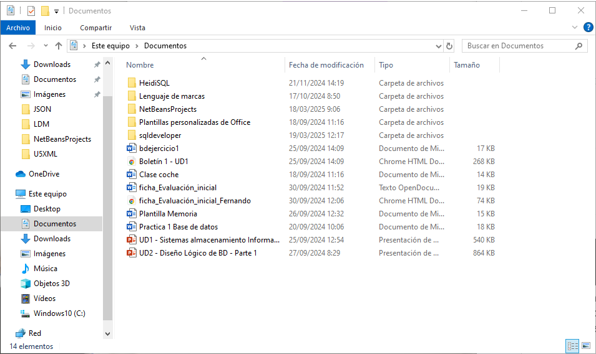 Documentos
Archivo Inicio Compartir Vista
Este equipo Documentos
Buscar en Documentos
Nombre Fecha de modificación Tipo Tamaño
Downloads
Documentos
Imágenes
JSON
LDM
NetBeansProjects
U5XML
OneDrive
Este equipo
Desktop
Documentos
Downloads
Imágenes
Música
Objetos 3D
Vídeos
Windows10 (C:)
Red
HeidiSQL 21/11/2024 14:19 Carpeta de archivos
Lenguaje de marcas 17/10/2024 8:50 Carpeta de archivos
NetBeansProjects 18/03/2025 9:06 Carpeta de archivos
Plantillas personalizadas de Office 18/09/2024 11:16 Carpeta de archivos
sqldeveloper 19/03/2025 12:17 Carpeta de archivos
bdejercicio1 25/09/2024 14:09 Documento de Mi... 17 KB
Boletín 1 - UD1 25/09/2024 14:09 Chrome HTML Do... 268 KB
Clase coche 18/09/2024 11:16 Documento de Mi... 14 KB
ficha_Evaluación_inicial 30/09/2024 11:52 Texto OpenDocu... 19 KB
ficha_Evaluación_inicial_Fernando 30/09/2024 12:06 Chrome HTML Do... 74 KB
Plantilla Memoria 26/09/2024 12:32 Documento de Mi... 15 KB
Practica 1 Base de datos 20/09/2024 10:06 Documento de Mi... 18 KB
UD1 - Sistemas almacenamiento Informa... 25/09/2024 12:54 Presentación de ... 540 KB
UD2 - Diseño Lógico de BD - Parte 1 27/09/2024 8:29 Presentación de ... 864 KB
14 elementos